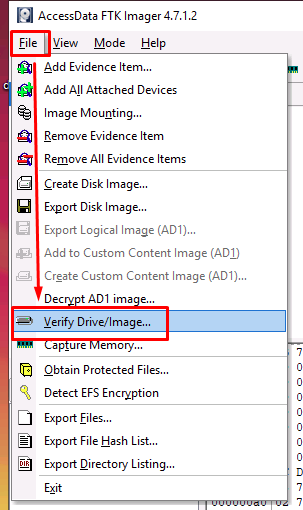 AccessData FTK Imager 4.7.1.2
File View Mode Help
Add Evidence Item...
Add All Attached Devices
Image Mounting...
Remove Evidence Item
Remove All Evidence Items
Create Disk Image...
Export Disk Image...
Export Logical Image (AD1)...
Add to Custom Content Image (AD1)
Create Custom Content Image (AD1)...
Decrypt AD1 image...
Verify Drive/Image...
Capture Memory...
Obtain Protected Files...
Detect EFS Encryption
Export Files...
Export File Hash List...
Export Directory Listing...
Exit
000000a0 02 7